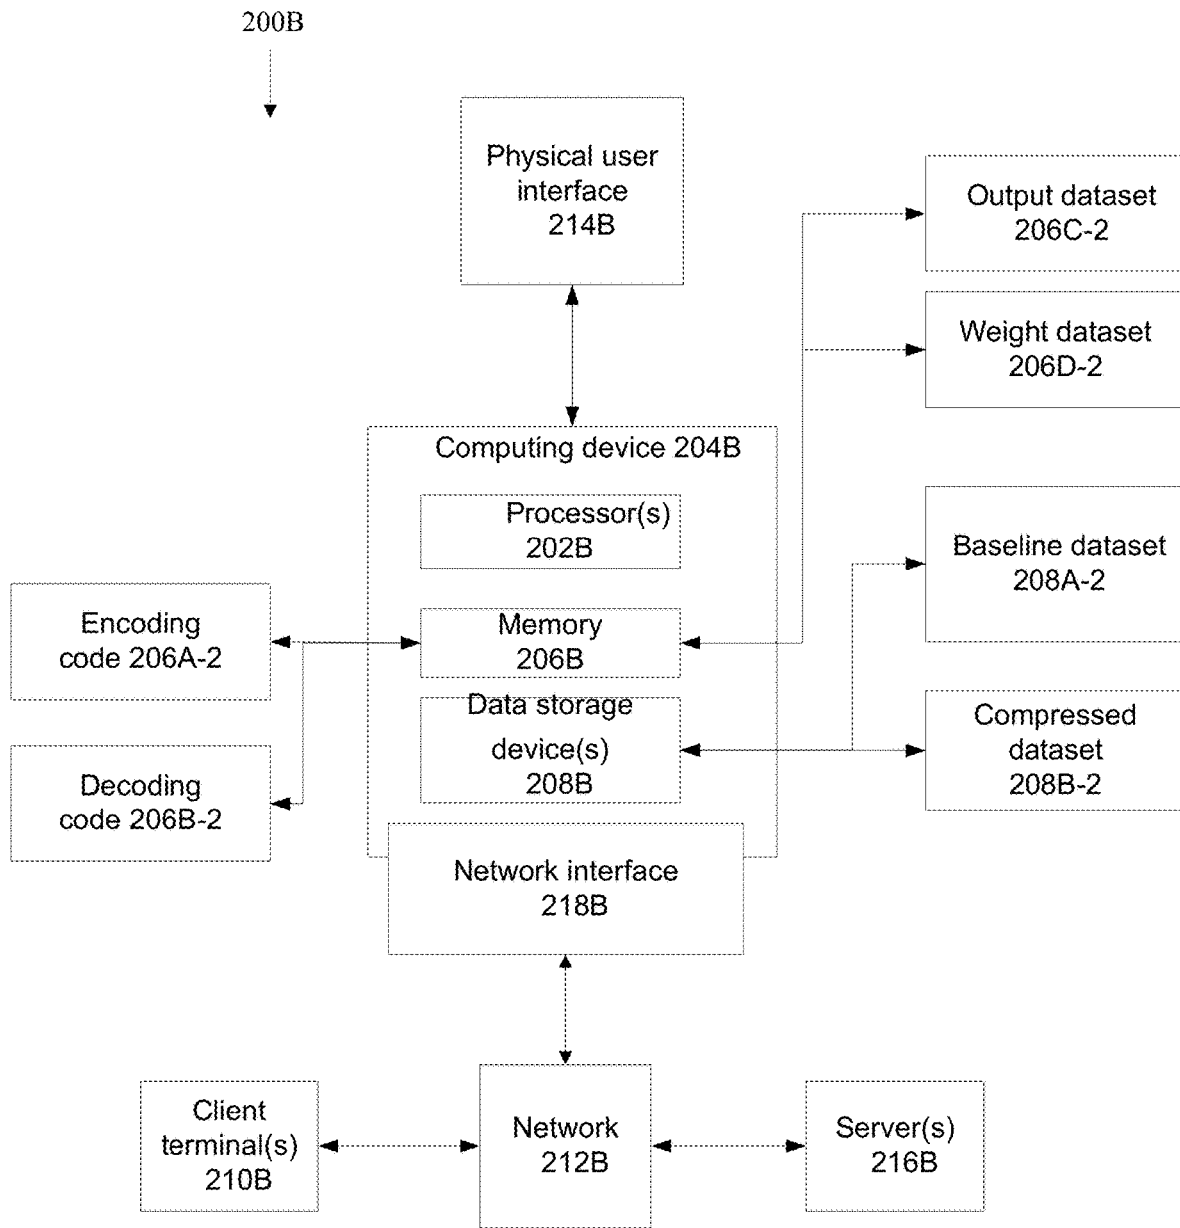 200B
Physical user
interface
214B
Output dataset
206C-2
Weight dataset
206D-2
Computing device 204B
Processor(s)
202B
Baseline dataset
208A-2
Encoding
code 206A-2
Memory
206B
Data storage
device(s)
208B
Compressed
dataset
208B-2
Decoding
code 206B-2
Network interface
218B
Client
terminal(s)
210B
Network
212B
Server(s)
216B